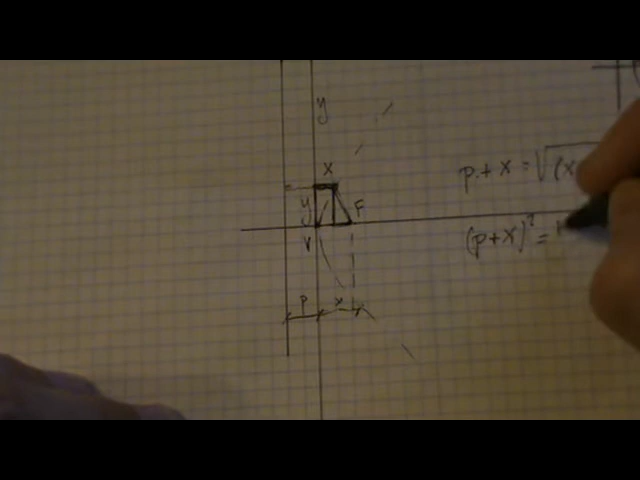 y
x
p + x = √(x
y
F
V
(p+x)² =
p